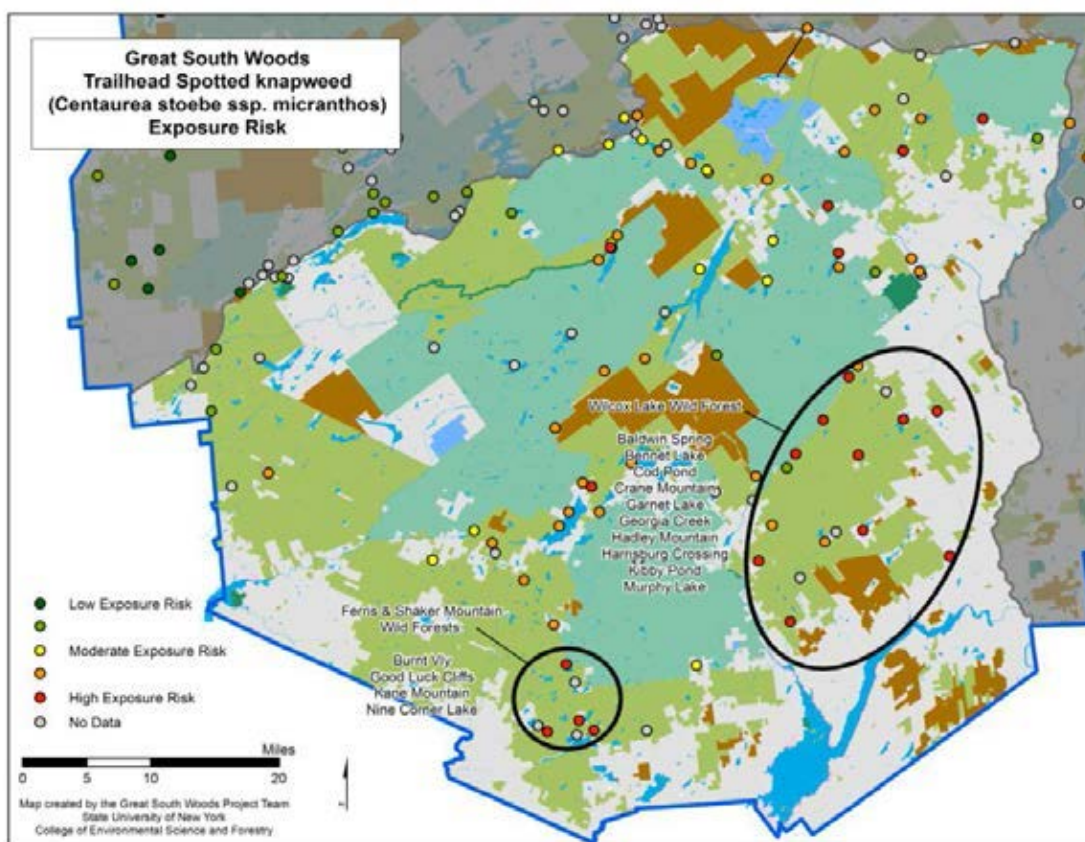 Great South Woods
Trailhead Spotted knapweed
(Centaurea stoebe ssp. micranthos)
Exposure Risk
Wilcox Lake Wild Forest
Baldwin Spring
Bennet Lake
Cod Pond
Crane Mountain
Garnet Lake
Georgia Creek
Hadley Mountain
Harrisburg Crossing
Kibby Pond
Murphy Lake
Ferris & Shaker Mountain
Wild Forests
Burnt Vly
Good Luck Cliffs
Kane Mountain
Nine Corner Lake
Low Exposure Risk
Moderate Exposure Risk
High Exposure Risk
No Data
Miles
0 5 10 20
Map created by the Great South Woods Project Team
State University of New York
College of Environmental Science and Forestry